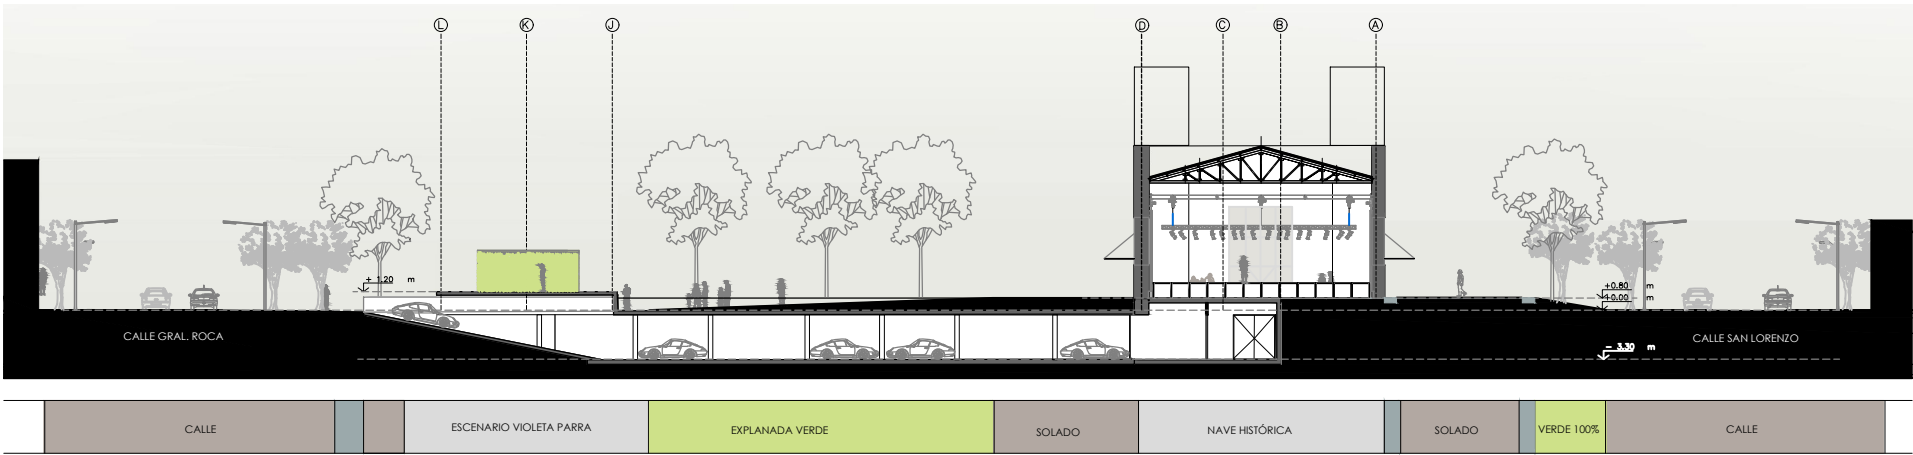 L K J D C B A
+ 1.20 m
+0.80 m
+0.00 m
CALLE GRAL. ROCA
CALLE SAN LORENZO
- 3.30 m
CALLE
ESCENARIO VIOLETA PARRA
EXPLANADA VERDE
SOLADO
NAVE HISTÓRICA
SOLADO
VERDE 100%
CALLE